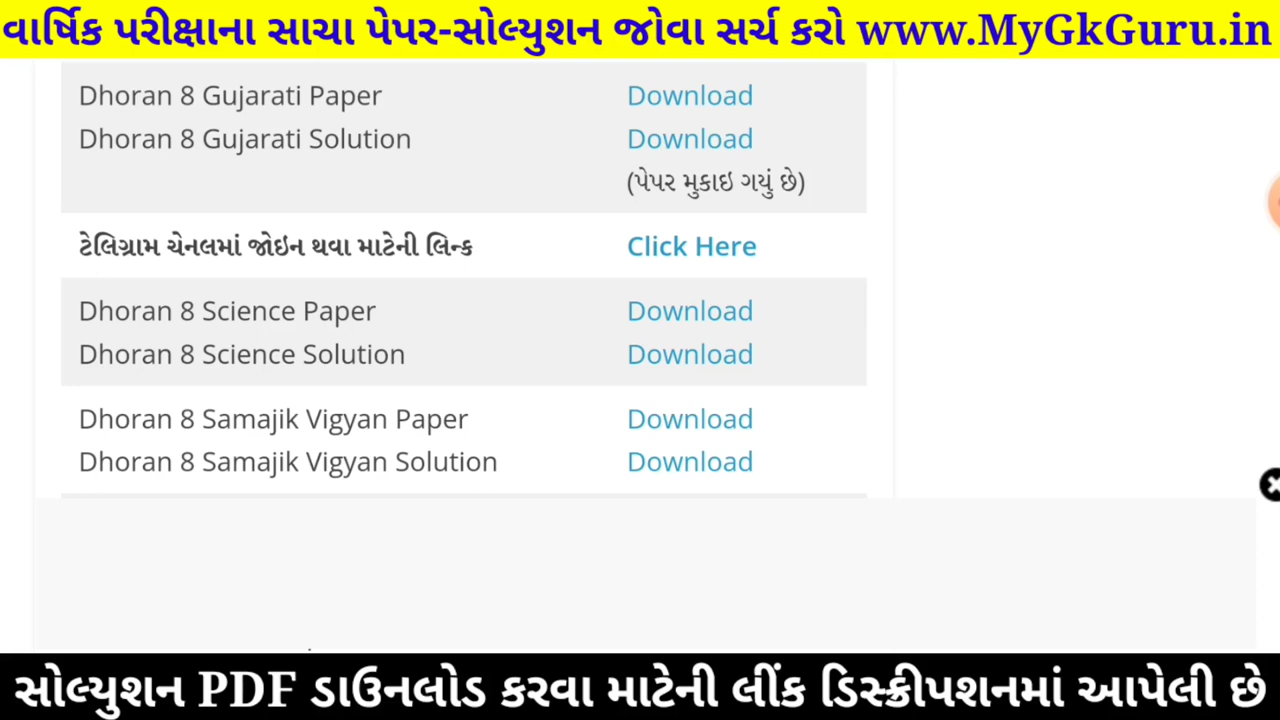 વાર્ષિક પરીક્ષાના સાચા પેપર-સોલ્યુશન જોવા સર્ચ કરો www.MyGkGuru.in
Dhoran 8 Gujarati Paper Download
Dhoran 8 Gujarati Solution Download
(પેપર મુકાઇ ગયું છે)
ટેલિગ્રામ ચેનલમાં જોઇન થવા માટેની લિન્ક Click Here
Dhoran 8 Science Paper Download
Dhoran 8 Science Solution Download
Dhoran 8 Samajik Vigyan Paper Download
Dhoran 8 Samajik Vigyan Solution Download
સોલ્યુશન PDF ડાઉનલોડ કરવા માટેની લીંક ડિસ્ક્રીપશનમાં આપેલી છે